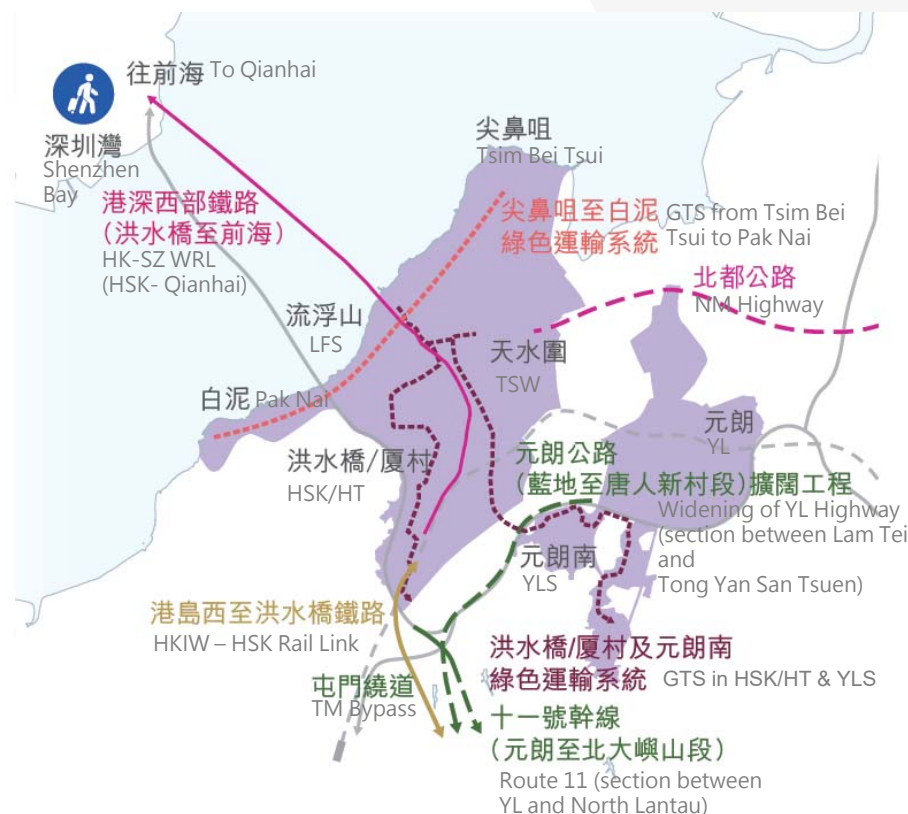 往前海 To Qianhai
深圳灣
Shenzhen
Bay
尖鼻咀
Tsim Bei Tsui
港深西部鐵路
（洪水橋至前海）
HK-SZ WRL
(HSK- Qianhai)
尖鼻咀至白泥
綠色運輸系統
GTS from Tsim Bei
Tsui to Pak Nai
北都公路
NM Highway
流浮山
LFS
天水圍
TSW
白泥 Pak Nai
元朗
YL
洪水橋/厦村
HSK/HT
元朗公路
（藍地至唐人新村段）擴闊工程
Widening of YL Highway
(section between Lam Tei
and
Tong Yan San Tsuen)
元朗南
YLS
港島西至洪水橋鐵路
HKIW – HSK Rail Link
洪水橋/厦村及元朗南
綠色運輸系統 GTS in HSK/HT & YLS
屯門繞道
TM Bypass
十一號幹線
（元朗至北大嶼山段）
Route 11 (section between
YL and North Lantau)